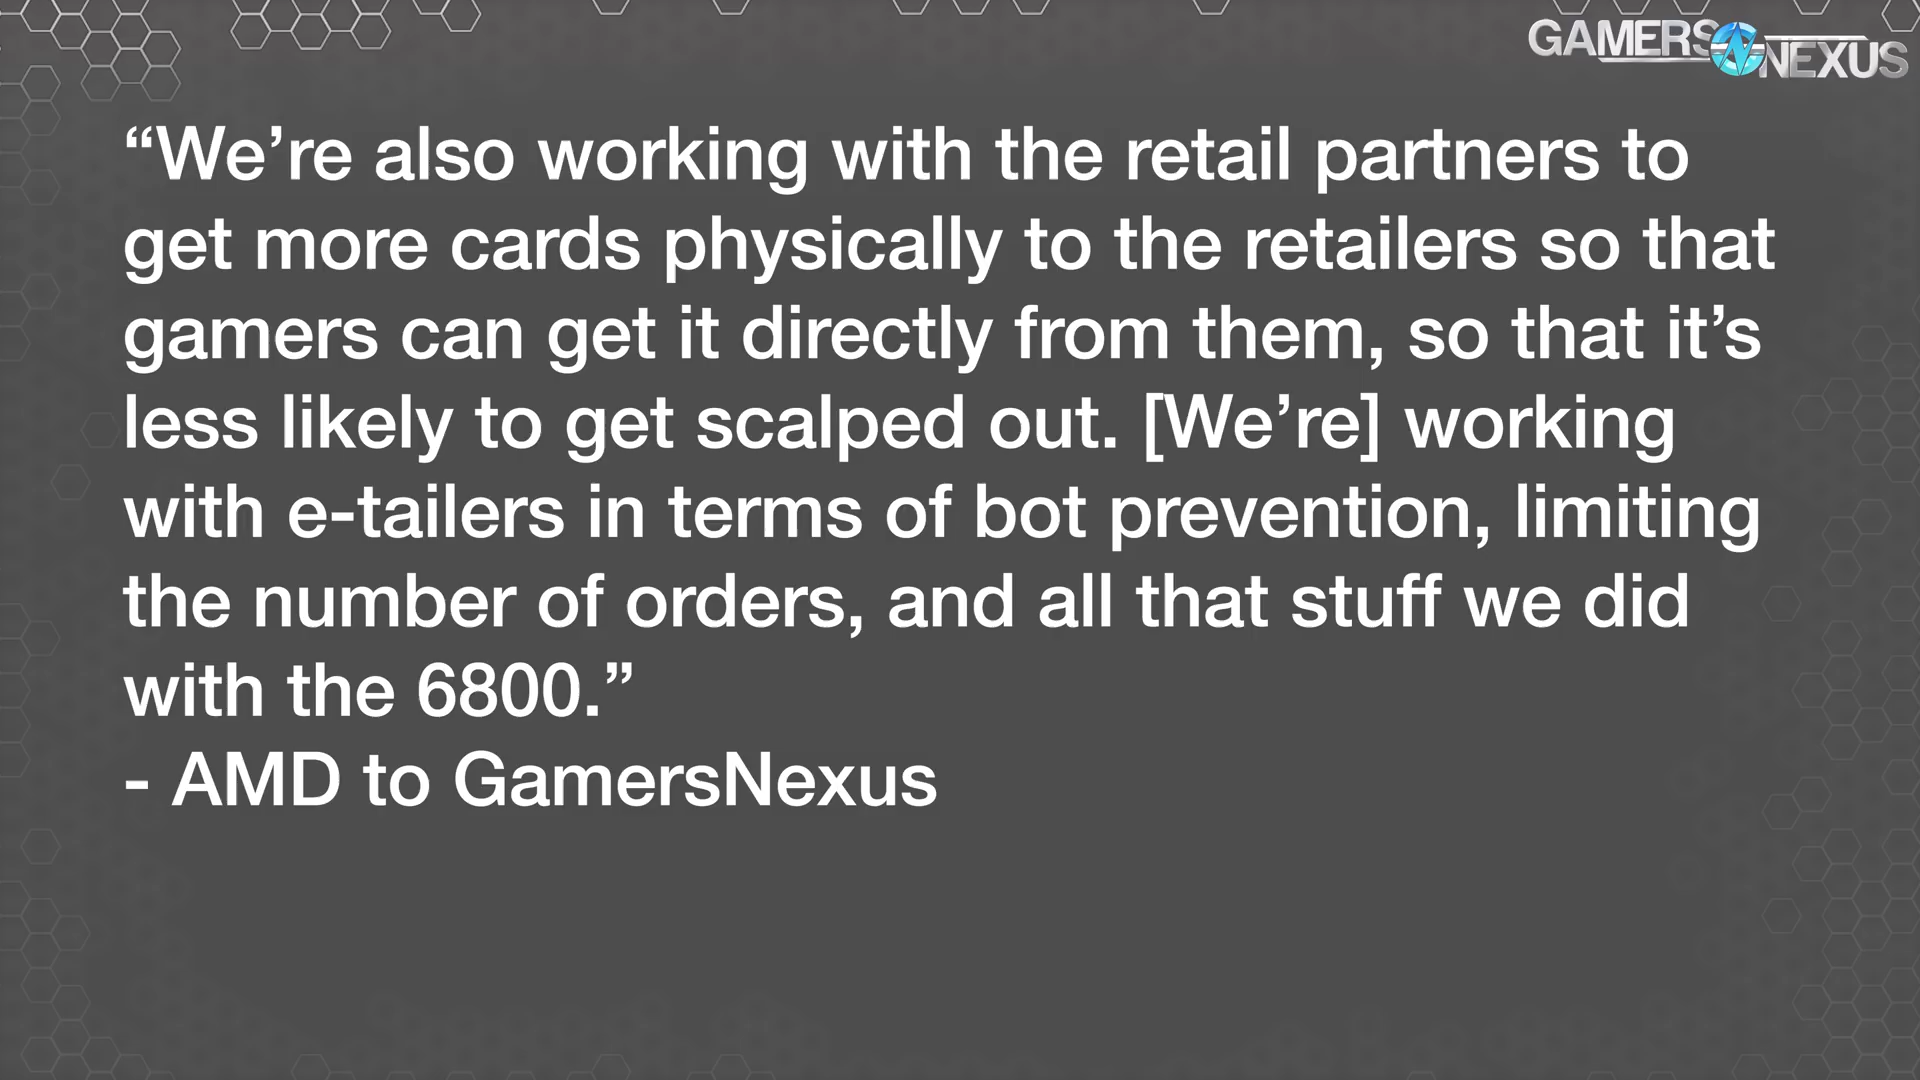 GAMERS NEXUS
“We’re also working with the retail partners to
get more cards physically to the retailers so that
gamers can get it directly from them, so that it’s
less likely to get scalped out. [We’re] working
with e-tailers in terms of bot prevention, limiting
the number of orders, and all that stuff we did
with the 6800.”
- AMD to GamersNexus